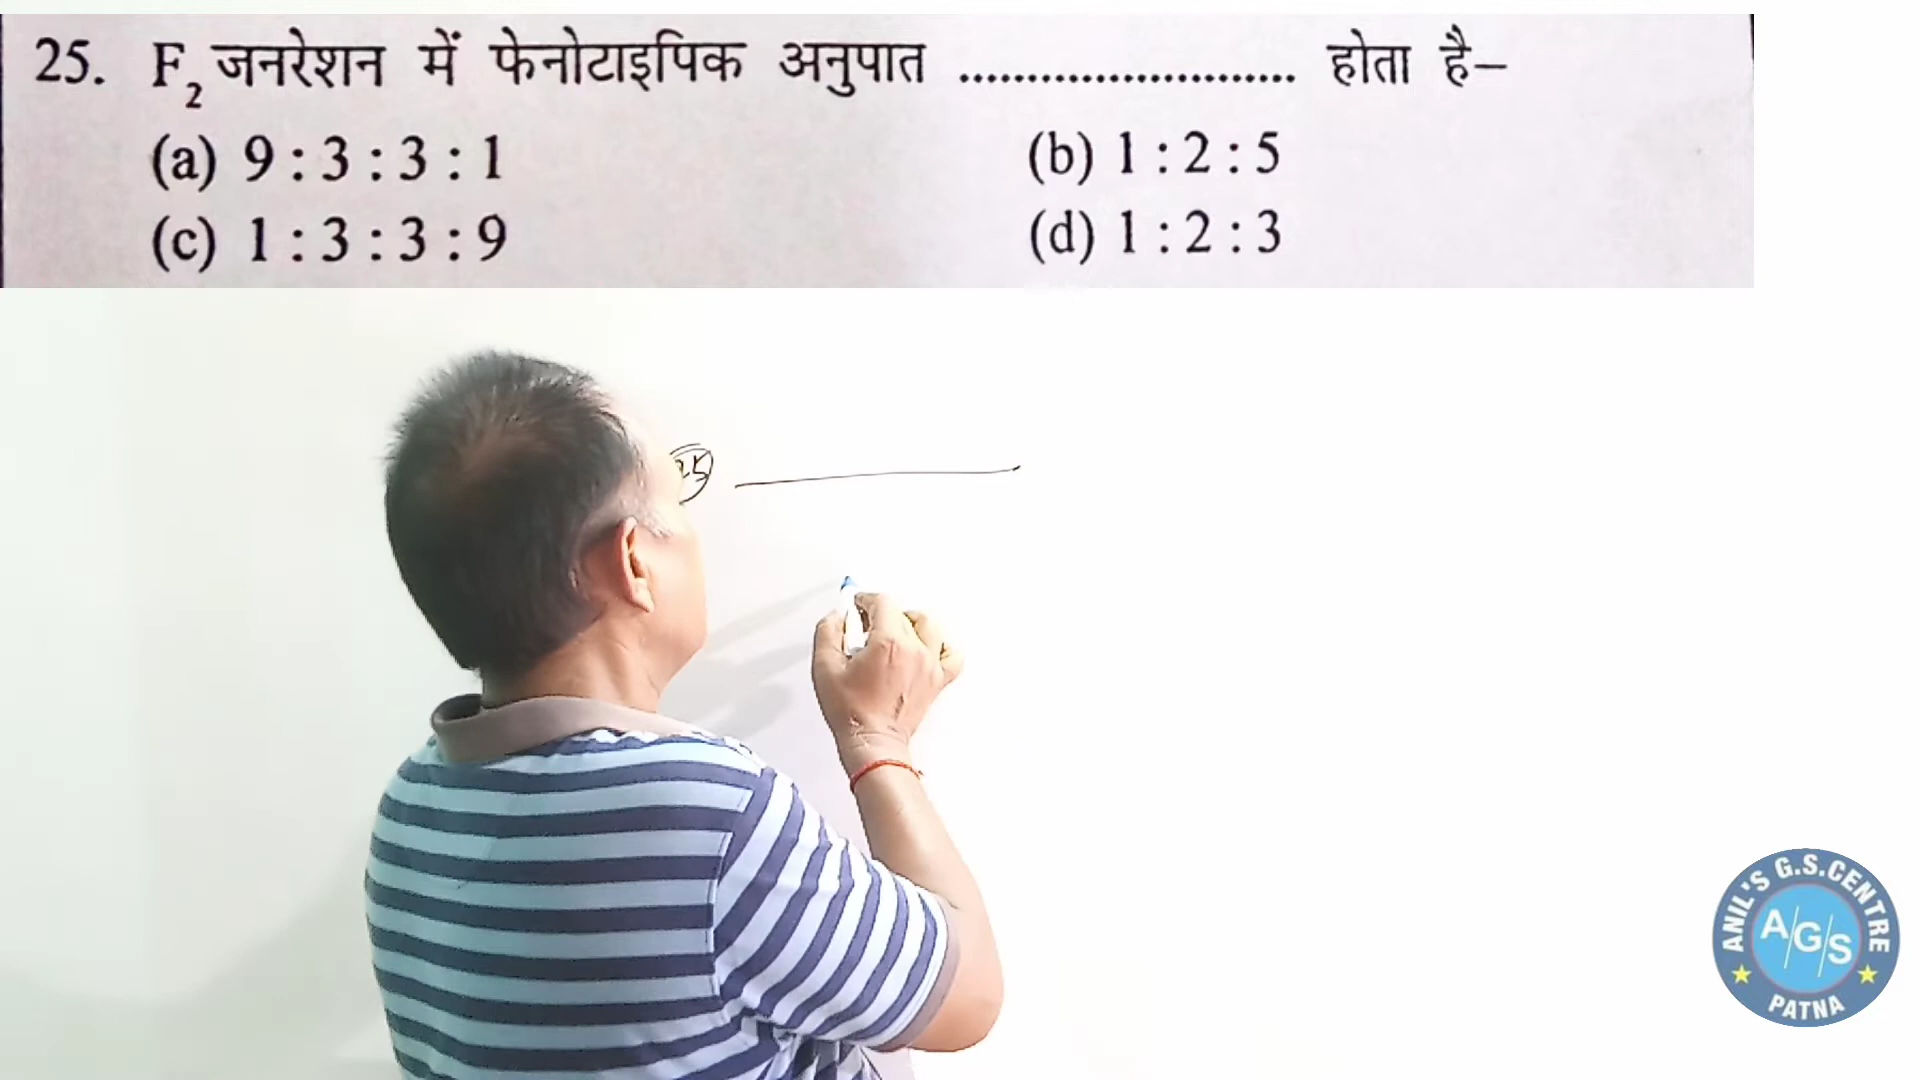 25. F₂ जनरेशन में फेनोटाइपिक अनुपात ......................... होता है–
(a) 9 : 3 : 3 : 1
(b) 1 : 2 : 5
(c) 1 : 3 : 3 : 9
(d) 1 : 2 : 3
25
ANIL'S G.S.CENTRE
A/G/S
PATNA